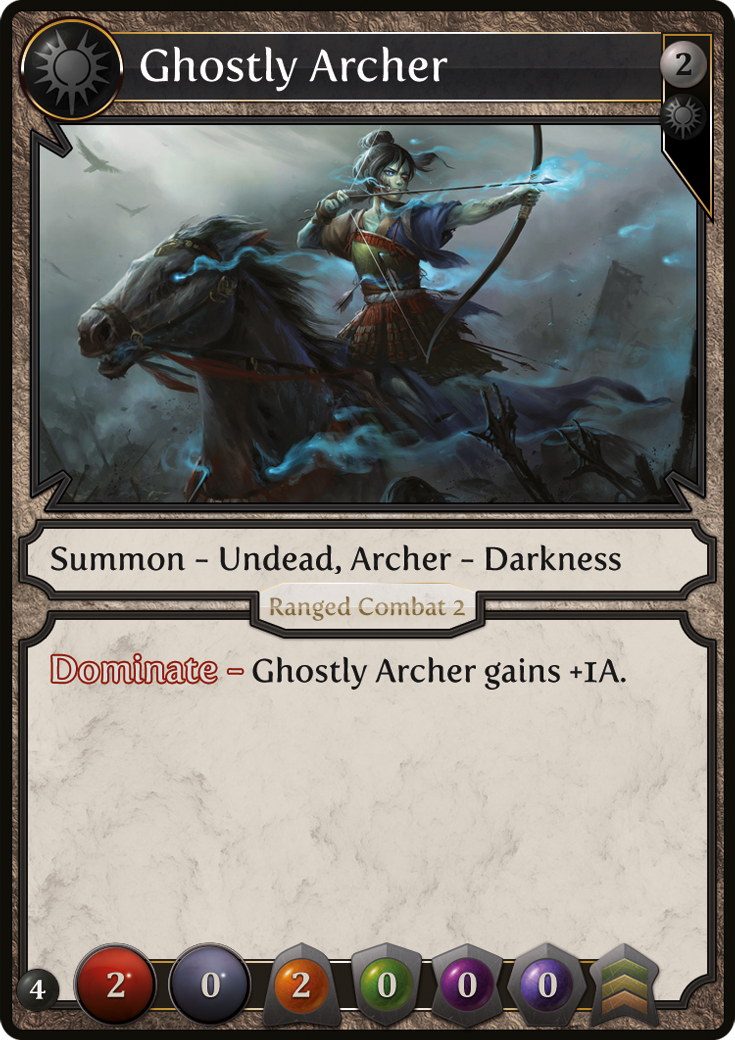 Ghostly Archer
2
Summon – Undead, Archer – Darkness
Ranged Combat 2
Dominate – Ghostly Archer gains +1A.
4 2 0 2 0 0 0